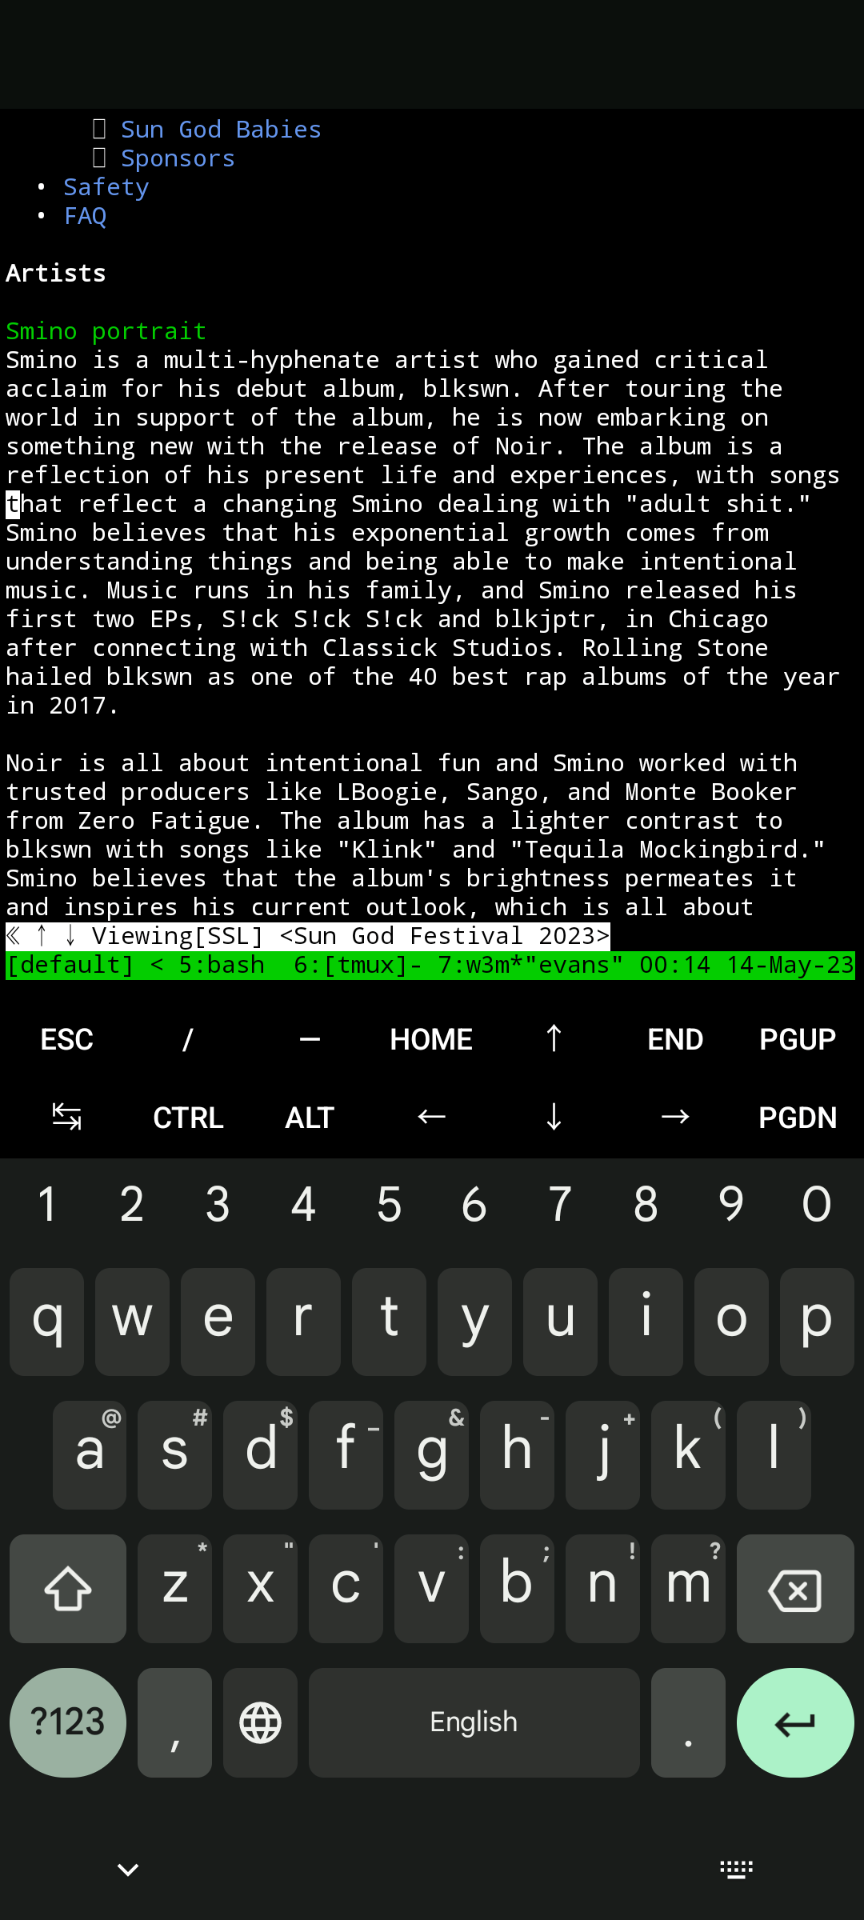 Sun God Babies
Sponsors
• Safety
• FAQ
Artists
Smino portrait
Smino is a multi-hyphenate artist who gained critical
acclaim for his debut album, blkswn. After touring the
world in support of the album, he is now embarking on
something new with the release of Noir. The album is a
reflection of his present life and experiences, with songs
that reflect a changing Smino dealing with "adult shit."
Smino believes that his exponential growth comes from
understanding things and being able to make intentional
music. Music runs in his family, and Smino released his
first two EPs, S!ck S!ck S!ck and blkjptr, in Chicago
after connecting with Classick Studios. Rolling Stone
hailed blkswn as one of the 40 best rap albums of the year
in 2017.
Noir is all about intentional fun and Smino worked with
trusted producers like LBoogie, Sango, and Monte Booker
from Zero Fatigue. The album has a lighter contrast to
blkswn with songs like "Klink" and "Tequila Mockingbird."
Smino believes that the album's brightness permeates it
and inspires his current outlook, which is all about
《 ↑ ↓ Viewing[SSL] <Sun God Festival 2023>
[default] < 5:bash  6:[tmux]- 7:w3m*"evans" 00:14 14-May-23
ESC / — HOME ↑ END PGUP
↹ CTRL ALT ← ↓ → PGDN
1 2 3 4 5 6 7 8 9 0
q w e r t y u i o p
@ # $ _ & - + ( )
a s d f g h j k l
* " ' : ; ! ?
z x c v b n m
?123 , English .